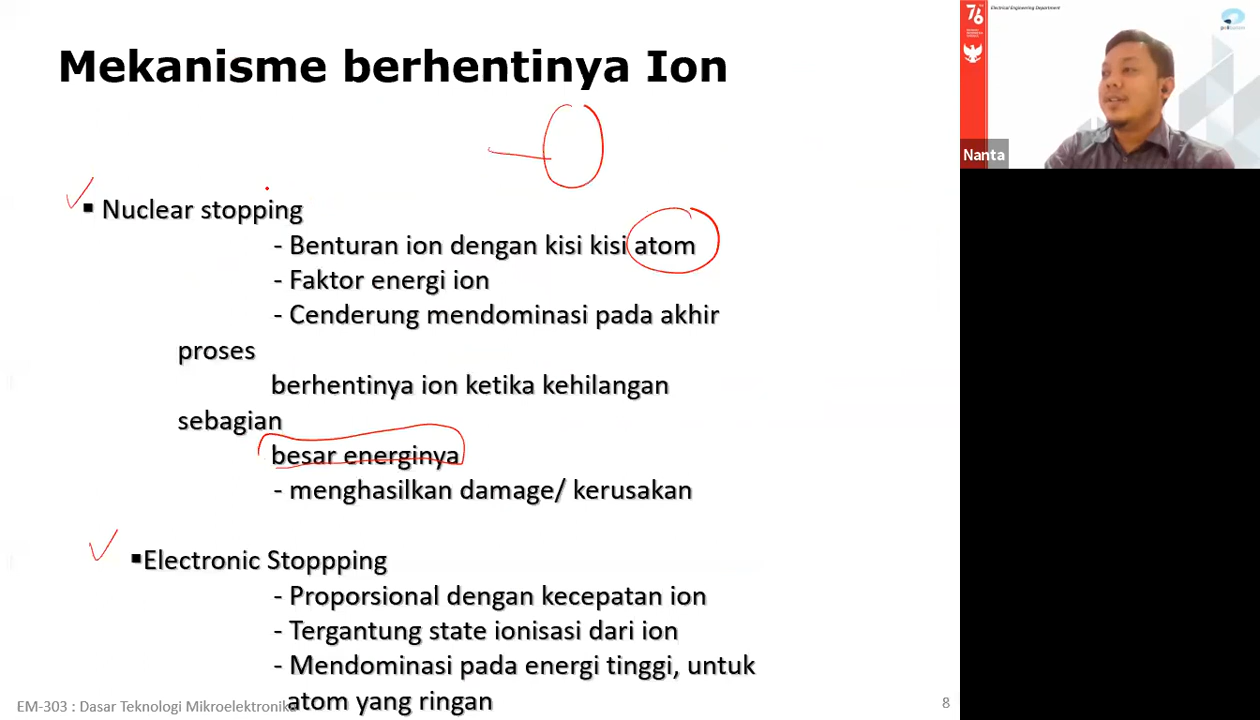 Mekanisme berhentinya Ion
▪ Nuclear stopping
- Benturan ion dengan kisi kisi atom
- Faktor energi ion
- Cenderung mendominasi pada akhir
proses
berhentinya ion ketika kehilangan
sebagian
besar energinya
- menghasilkan damage/ kerusakan
▪Electronic Stoppping
- Proporsional dengan kecepatan ion
- Tergantung state ionisasi dari ion
- Mendominasi pada energi tinggi, untuk
atom yang ringan
EM-303 : Dasar Teknologi Mikroelektronika
8
76
Electrical Engineering Department
Nanta